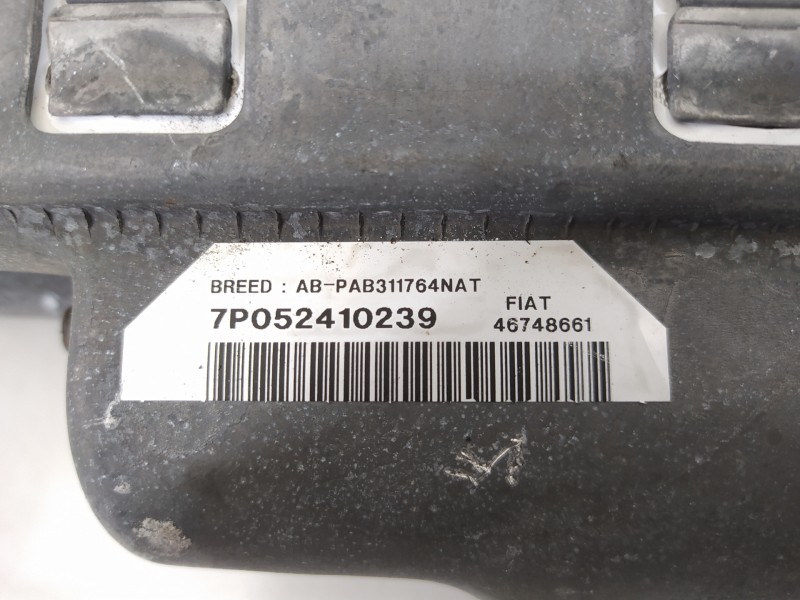 BREED : AB-PAB311764NAT
7P052410239
FIAT
46748661